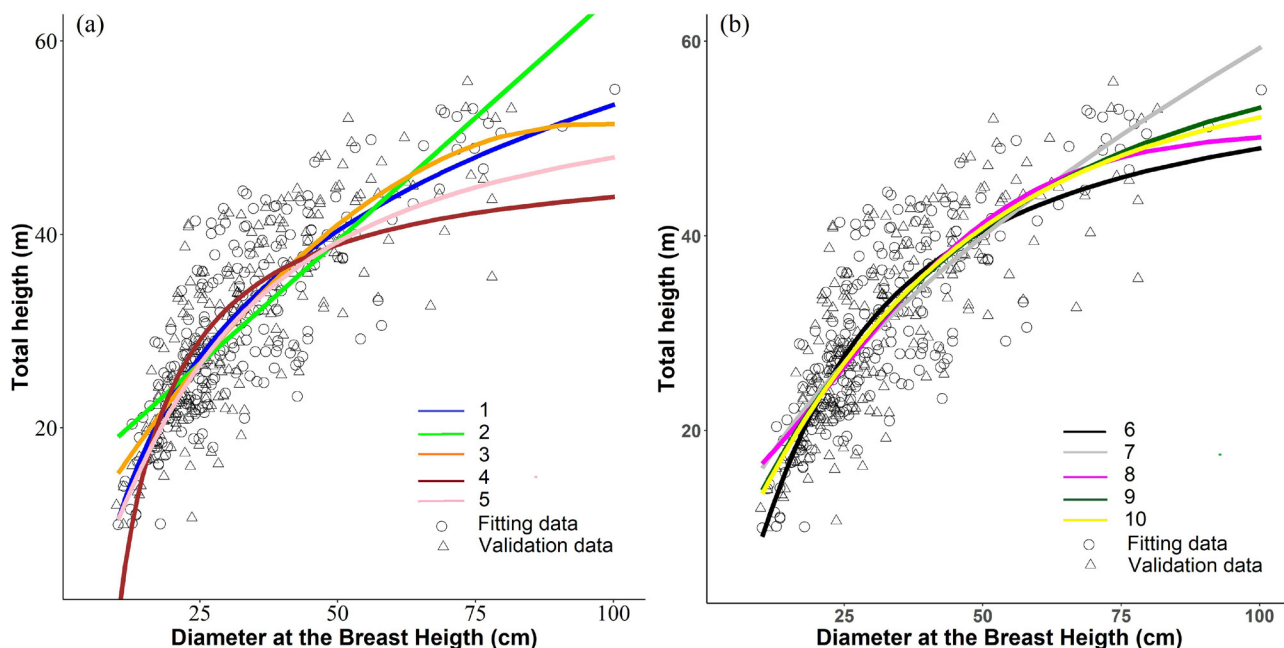 (a)
60
40
20
Total heigth (m)
1
2
3
4
5
Fitting data
Validation data
25
50
75
100
Diameter at the Breast Heigth (cm)
(b)
60
40
20
Total heigth (m)
6
7
8
9
10
Fitting data
Validation data
25
50
75
100
Diameter at the Breast Heigth (cm)